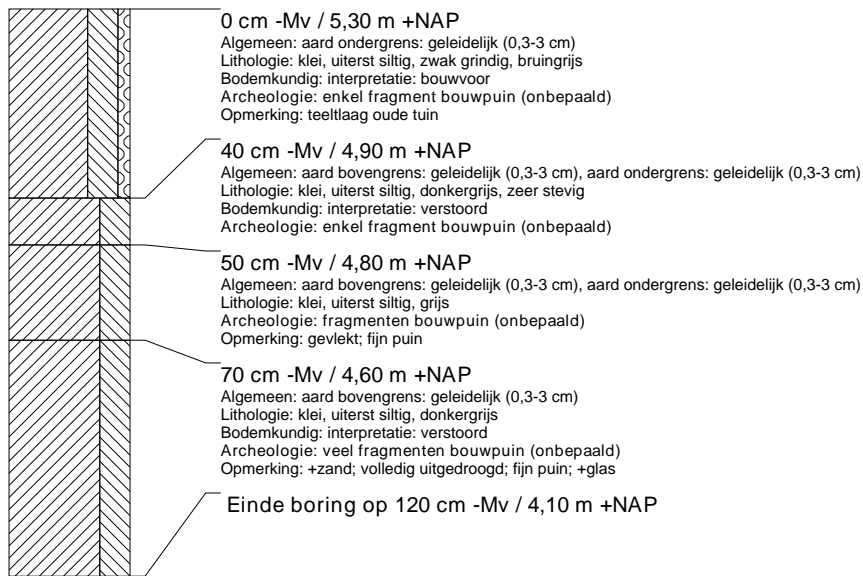 0 cm -Mv / 5,30 m +NAP
Algemeen: aard ondergrens: geleidelijk (0,3-3 cm)
Lithologie: klei, uiterst siltig, zwak grindig, bruingrijs
Bodemkundig: interpretatie: bouwvoor
Archeologie: enkel fragment bouwpuin (onbepaald)
Opmerking: teeltlaag oude tuin
40 cm -Mv / 4,90 m +NAP
Algemeen: aard bovengrens: geleidelijk (0,3-3 cm), aard ondergrens: geleidelijk (0,3-3 cm)
Lithologie: klei, uiterst siltig, donkergrijs, zeer stevig
Bodemkundig: interpretatie: verstoord
Archeologie: enkel fragment bouwpuin (onbepaald)
50 cm -Mv / 4,80 m +NAP
Algemeen: aard bovengrens: geleidelijk (0,3-3 cm), aard ondergrens: geleidelijk (0,3-3 cm)
Lithologie: klei, uiterst siltig, grijs
Archeologie: fragmenten bouwpuin (onbepaald)
Opmerking: gevlekt; fijn puin
70 cm -Mv / 4,60 m +NAP
Algemeen: aard bovengrens: geleidelijk (0,3-3 cm)
Lithologie: klei, uiterst siltig, donkergrijs
Bodemkundig: interpretatie: verstoord
Archeologie: veel fragmenten bouwpuin (onbepaald)
Opmerking: +zand; volledig uitgedroogd; fijn puin; +glas
Einde boring op 120 cm -Mv / 4,10 m +NAP